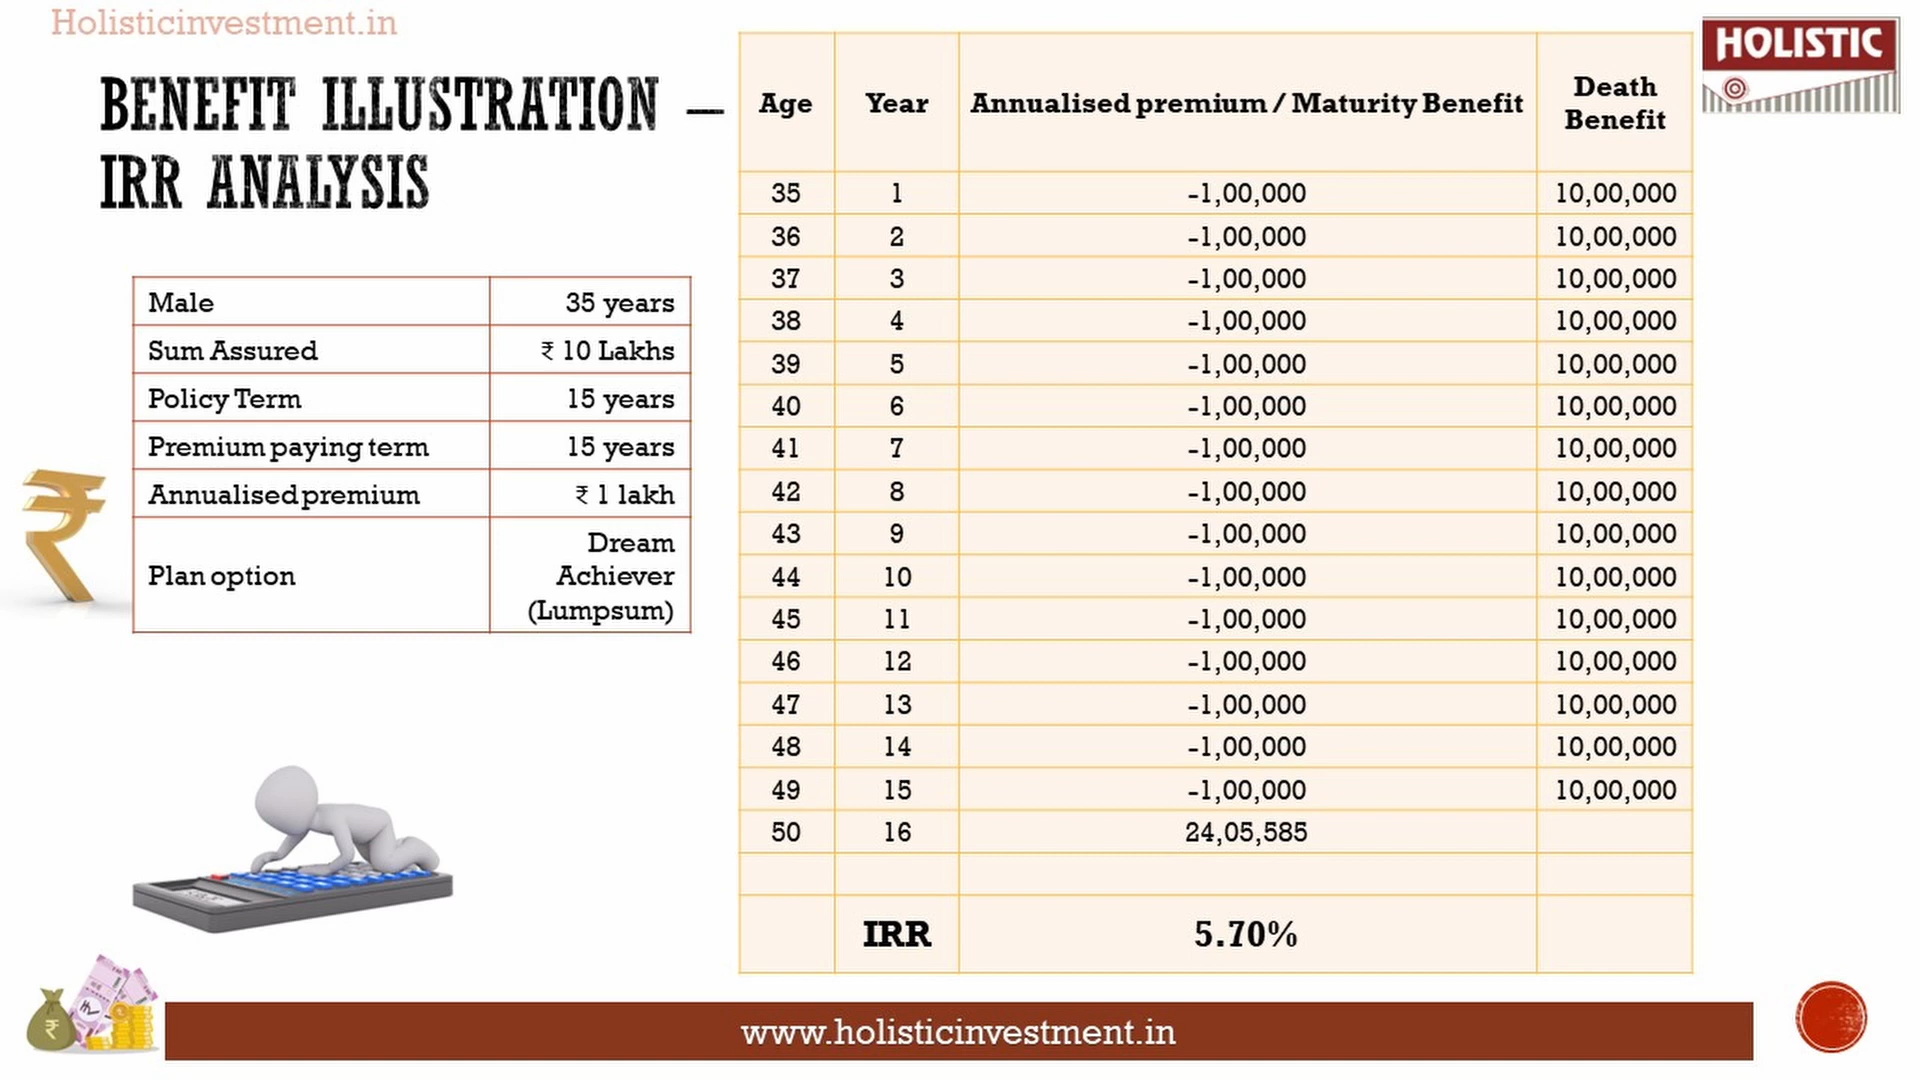 Holisticinvestment.in
BENEFIT ILLUSTRATION –
IRR ANALYSIS
Male 35 years
Sum Assured ₹ 10 Lakhs
Policy Term 15 years
Premium paying term 15 years
Annualised premium ₹ 1 lakh
Plan option Dream
Achiever
(Lumpsum)
Age Year Annualised premium / Maturity Benefit Death
Benefit
35 1 -1,00,000 10,00,000
36 2 -1,00,000 10,00,000
37 3 -1,00,000 10,00,000
38 4 -1,00,000 10,00,000
39 5 -1,00,000 10,00,000
40 6 -1,00,000 10,00,000
41 7 -1,00,000 10,00,000
42 8 -1,00,000 10,00,000
43 9 -1,00,000 10,00,000
44 10 -1,00,000 10,00,000
45 11 -1,00,000 10,00,000
46 12 -1,00,000 10,00,000
47 13 -1,00,000 10,00,000
48 14 -1,00,000 10,00,000
49 15 -1,00,000 10,00,000
50 16 24,05,585
IRR 5.70%
HOLISTIC
www.holisticinvestment.in